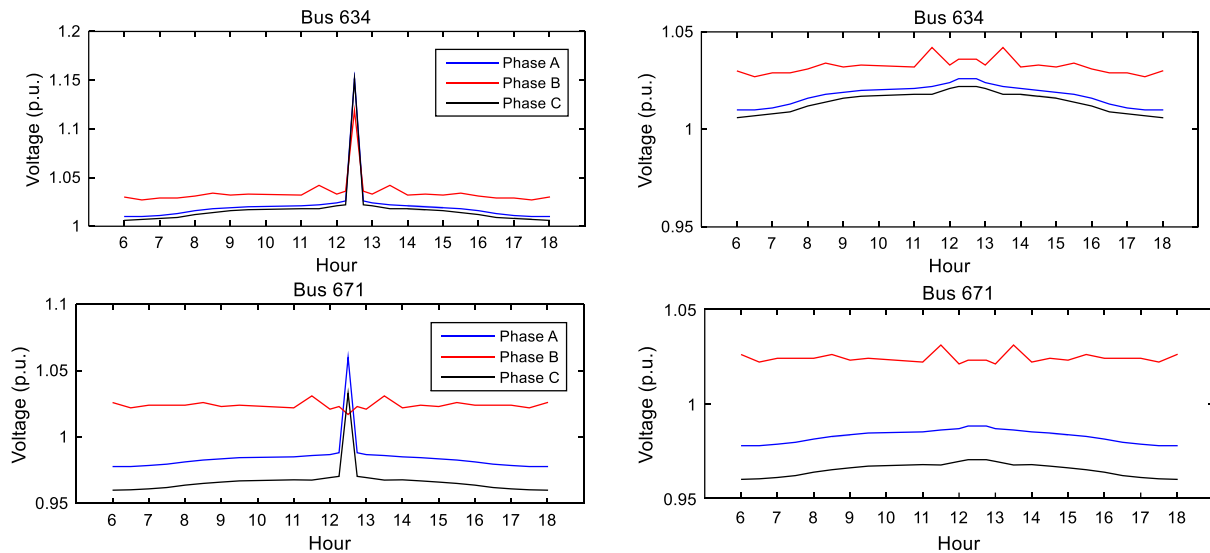 Bus 634
Voltage (p.u.)
1.2
1.15
1.1
1.05
1
Phase A
Phase B
Phase C
6 7 8 9 10 11 12 13 14 15 16 17 18
Hour
Bus 634
Voltage (p.u.)
1.05
1
0.95
6 7 8 9 10 11 12 13 14 15 16 17 18
Hour
Bus 671
Voltage (p.u.)
1.1
1.05
1
0.95
Phase A
Phase B
Phase C
6 7 8 9 10 11 12 13 14 15 16 17 18
Hour
Bus 671
Voltage (p.u.)
1.05
1
0.95
6 7 8 9 10 11 12 13 14 15 16 17 18
Hour